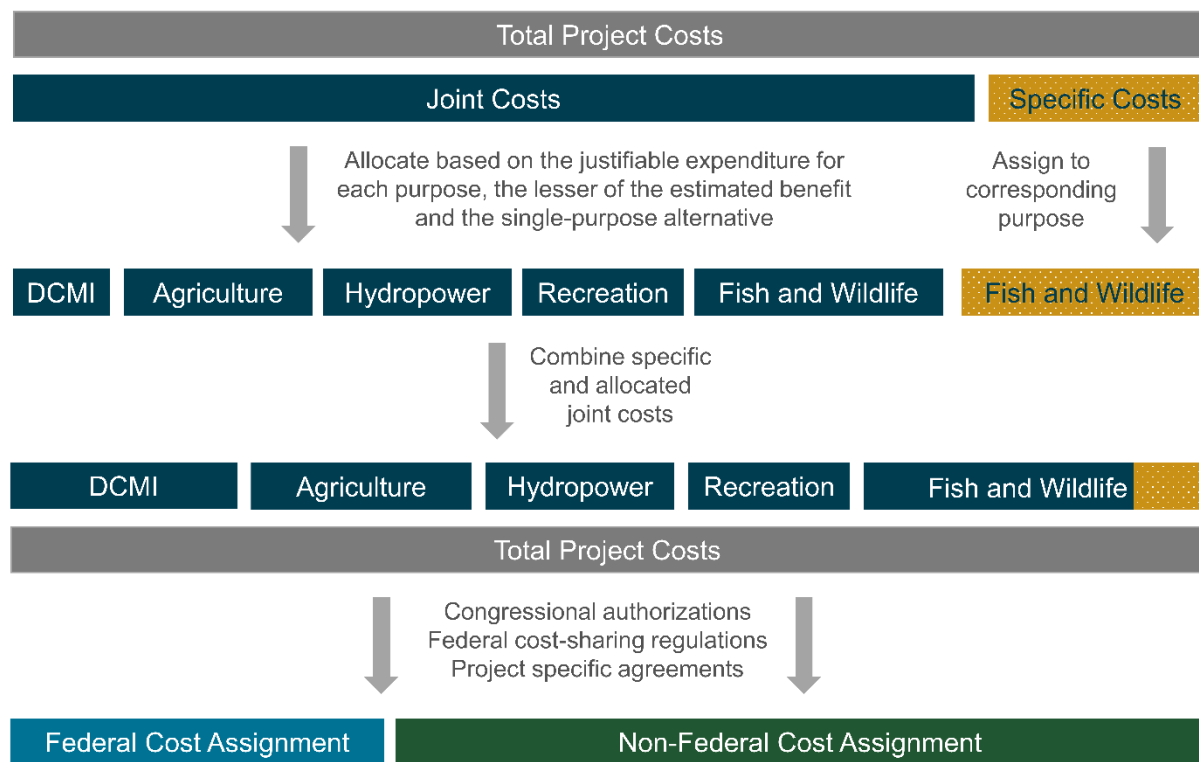 Total Project Costs
Joint Costs
Specific Costs
Allocate based on the justifiable expenditure for
each purpose, the lesser of the estimated benefit
and the single-purpose alternative
Assign to
corresponding
purpose
DCMI
Agriculture
Hydropower
Recreation
Fish and Wildlife
Fish and Wildlife
Combine specific
and allocated
joint costs
DCMI
Agriculture
Hydropower
Recreation
Fish and Wildlife
Total Project Costs
Congressional authorizations
Federal cost-sharing regulations
Project specific agreements
Federal Cost Assignment
Non-Federal Cost Assignment